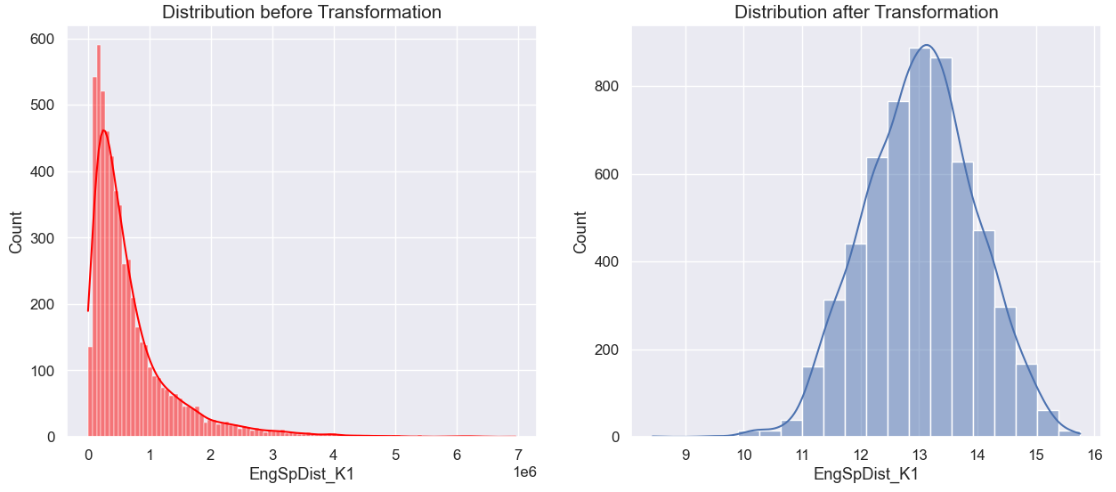 Distribution before Transformation
600
500
400
300
200
100
0
Count
0 1 2 3 4 5 6 7
1e6
EngSpDist_K1
Distribution after Transformation
800
600
400
200
0
Count
9 10 11 12 13 14 15 16
EngSpDist_K1